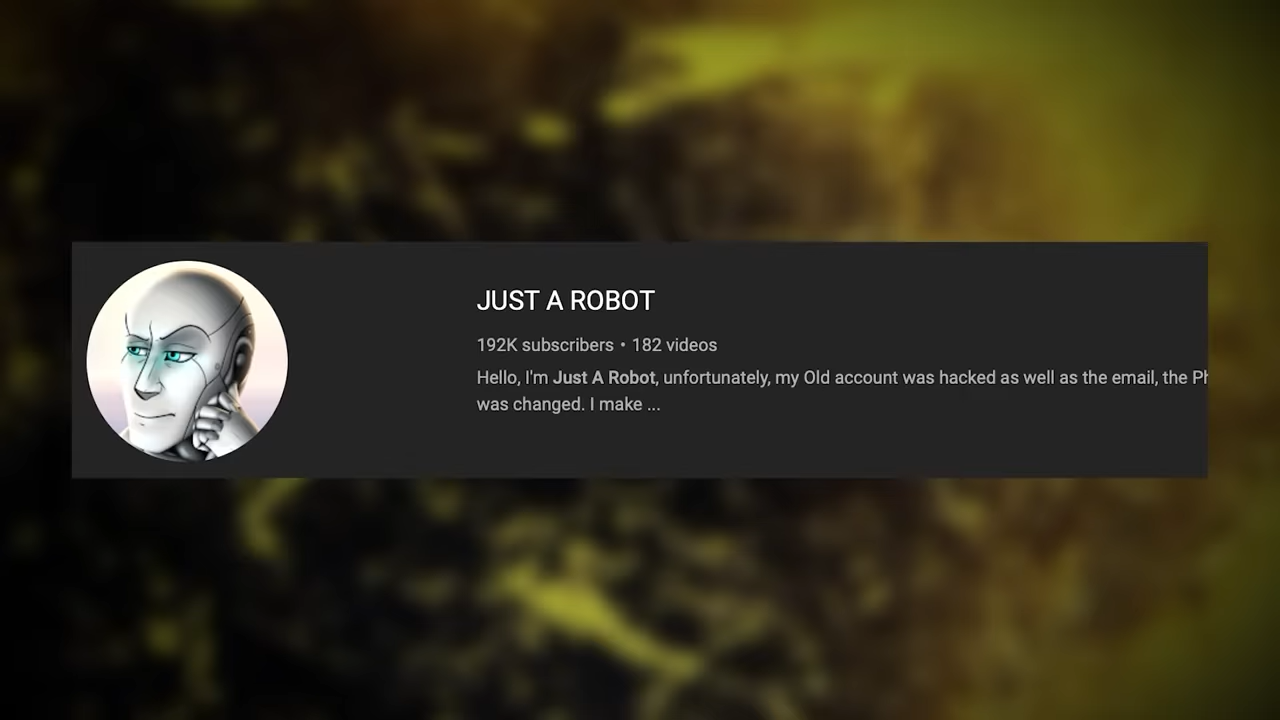 JUST A ROBOT
192K subscribers • 182 videos
Hello, I'm Just A Robot, unfortunately, my Old account was hacked as well as the email, the Ph
was changed. I make ...